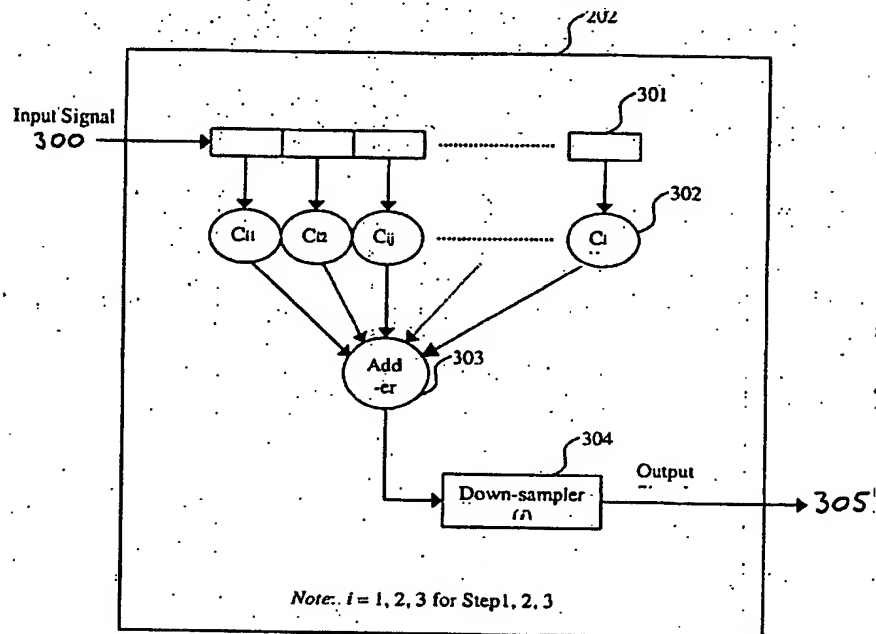 202
Input Signal
300
301
302
Ci1
Ci2
Cij
Ci
Add
-er
303
304
Output
Down-sampler
305
Note: i = 1, 2, 3 for Step1, 2, 3